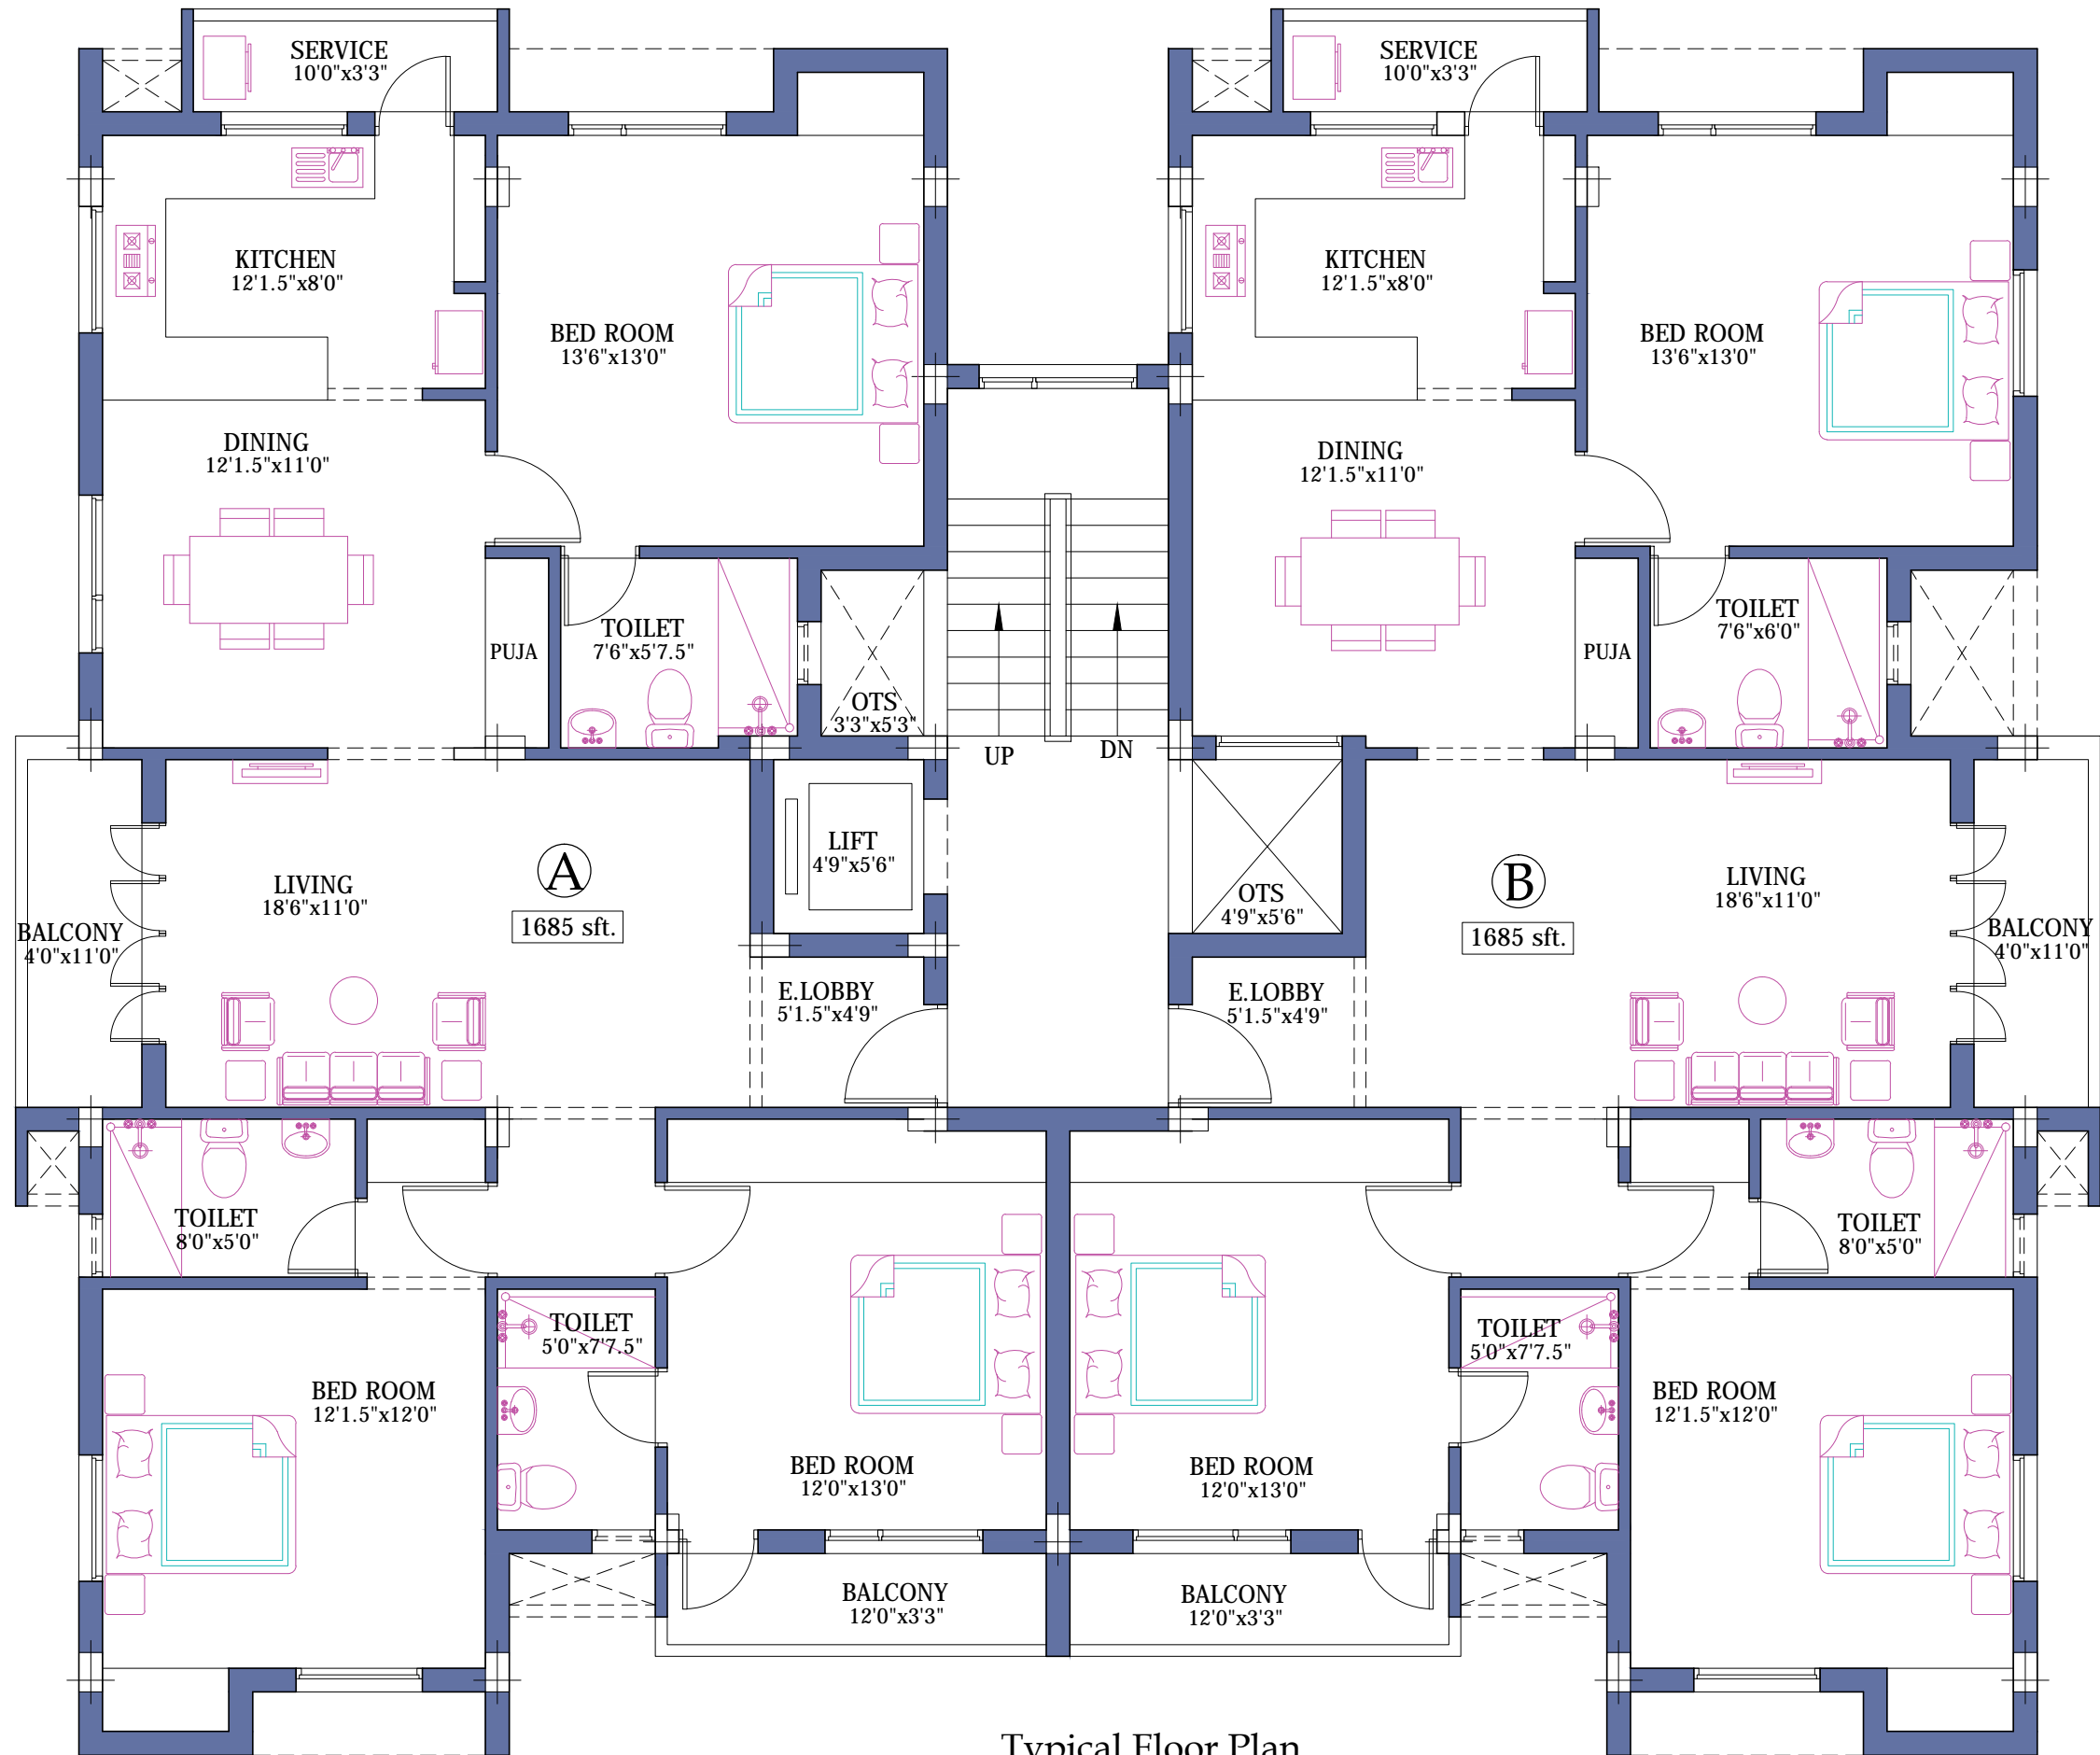 SERVICE
10'0"x3'3"
SERVICE
10'0"x3'3"
KITCHEN
12'1.5"x8'0"
BED ROOM
13'6"x13'0"
KITCHEN
12'1.5"x8'0"
BED ROOM
13'6"x13'0"
DINING
12'1.5"x11'0"
DINING
12'1.5"x11'0"
PUJA
TOILET
7'6"x5'7.5"
OTS
3'3"x5'3"
UP
DN
PUJA
TOILET
7'6"x6'0"
LIVING
18'6"x11'0"
A
1685 sft.
LIFT
4'9"x5'6"
OTS
4'9"x5'6"
B
1685 sft.
LIVING
18'6"x11'0"
BALCONY
4'0"x11'0"
BALCONY
4'0"x11'0"
E.LOBBY
5'1.5"x4'9"
E.LOBBY
5'1.5"x4'9"
TOILET
8'0"x5'0"
TOILET
8'0"x5'0"
TOILET
5'0"x7'7.5"
TOILET
5'0"x7'7.5"
BED ROOM
12'1.5"x12'0"
BED ROOM
12'0"x13'0"
BED ROOM
12'0"x13'0"
BED ROOM
12'1.5"x12'0"
BALCONY
12'0"x3'3"
BALCONY
12'0"x3'3"
Typical Floor Plan